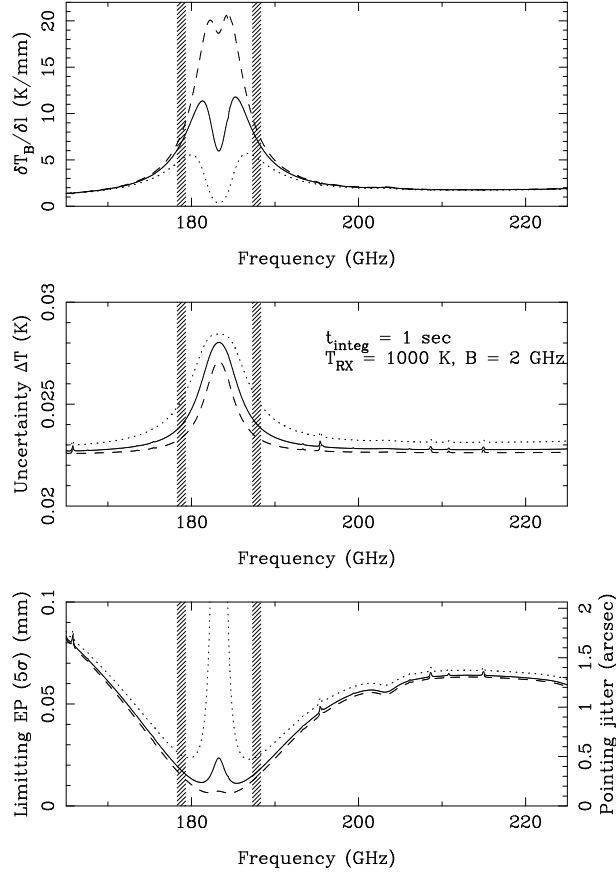 20
15
10
5
0
δT_B/δl (K/mm)
180
200
220
Frequency (GHz)
0.03
0.025
0.02
Uncertainty ΔT (K)
t_integ = 1 sec
T_RX = 1000 K, B = 2 GHz
180
200
220
Frequency (GHz)
0.1
0.05
0
Limitting EP (5σ) (mm)
2
1.5
1
0.5
0
Pointing jitter (arcsec)
180
200
220
Frequency (GHz)